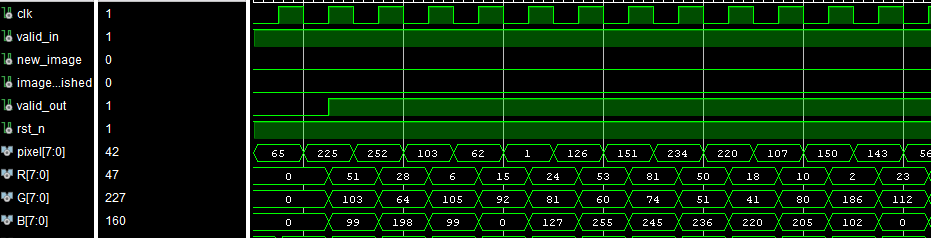 clk 1
valid_in 1
new_image 0
image...ished 0
valid_out 1
rst_n 1
pixel[7:0] 42 65 225 252 103 62 1 126 151 234 220 107 150 143 56
R[7:0] 47 0 51 28 6 15 24 53 81 50 18 10 2 23
G[7:0] 227 0 103 64 105 92 81 60 74 51 41 80 186 112
B[7:0] 160 0 99 198 99 0 127 255 245 236 220 205 102 0